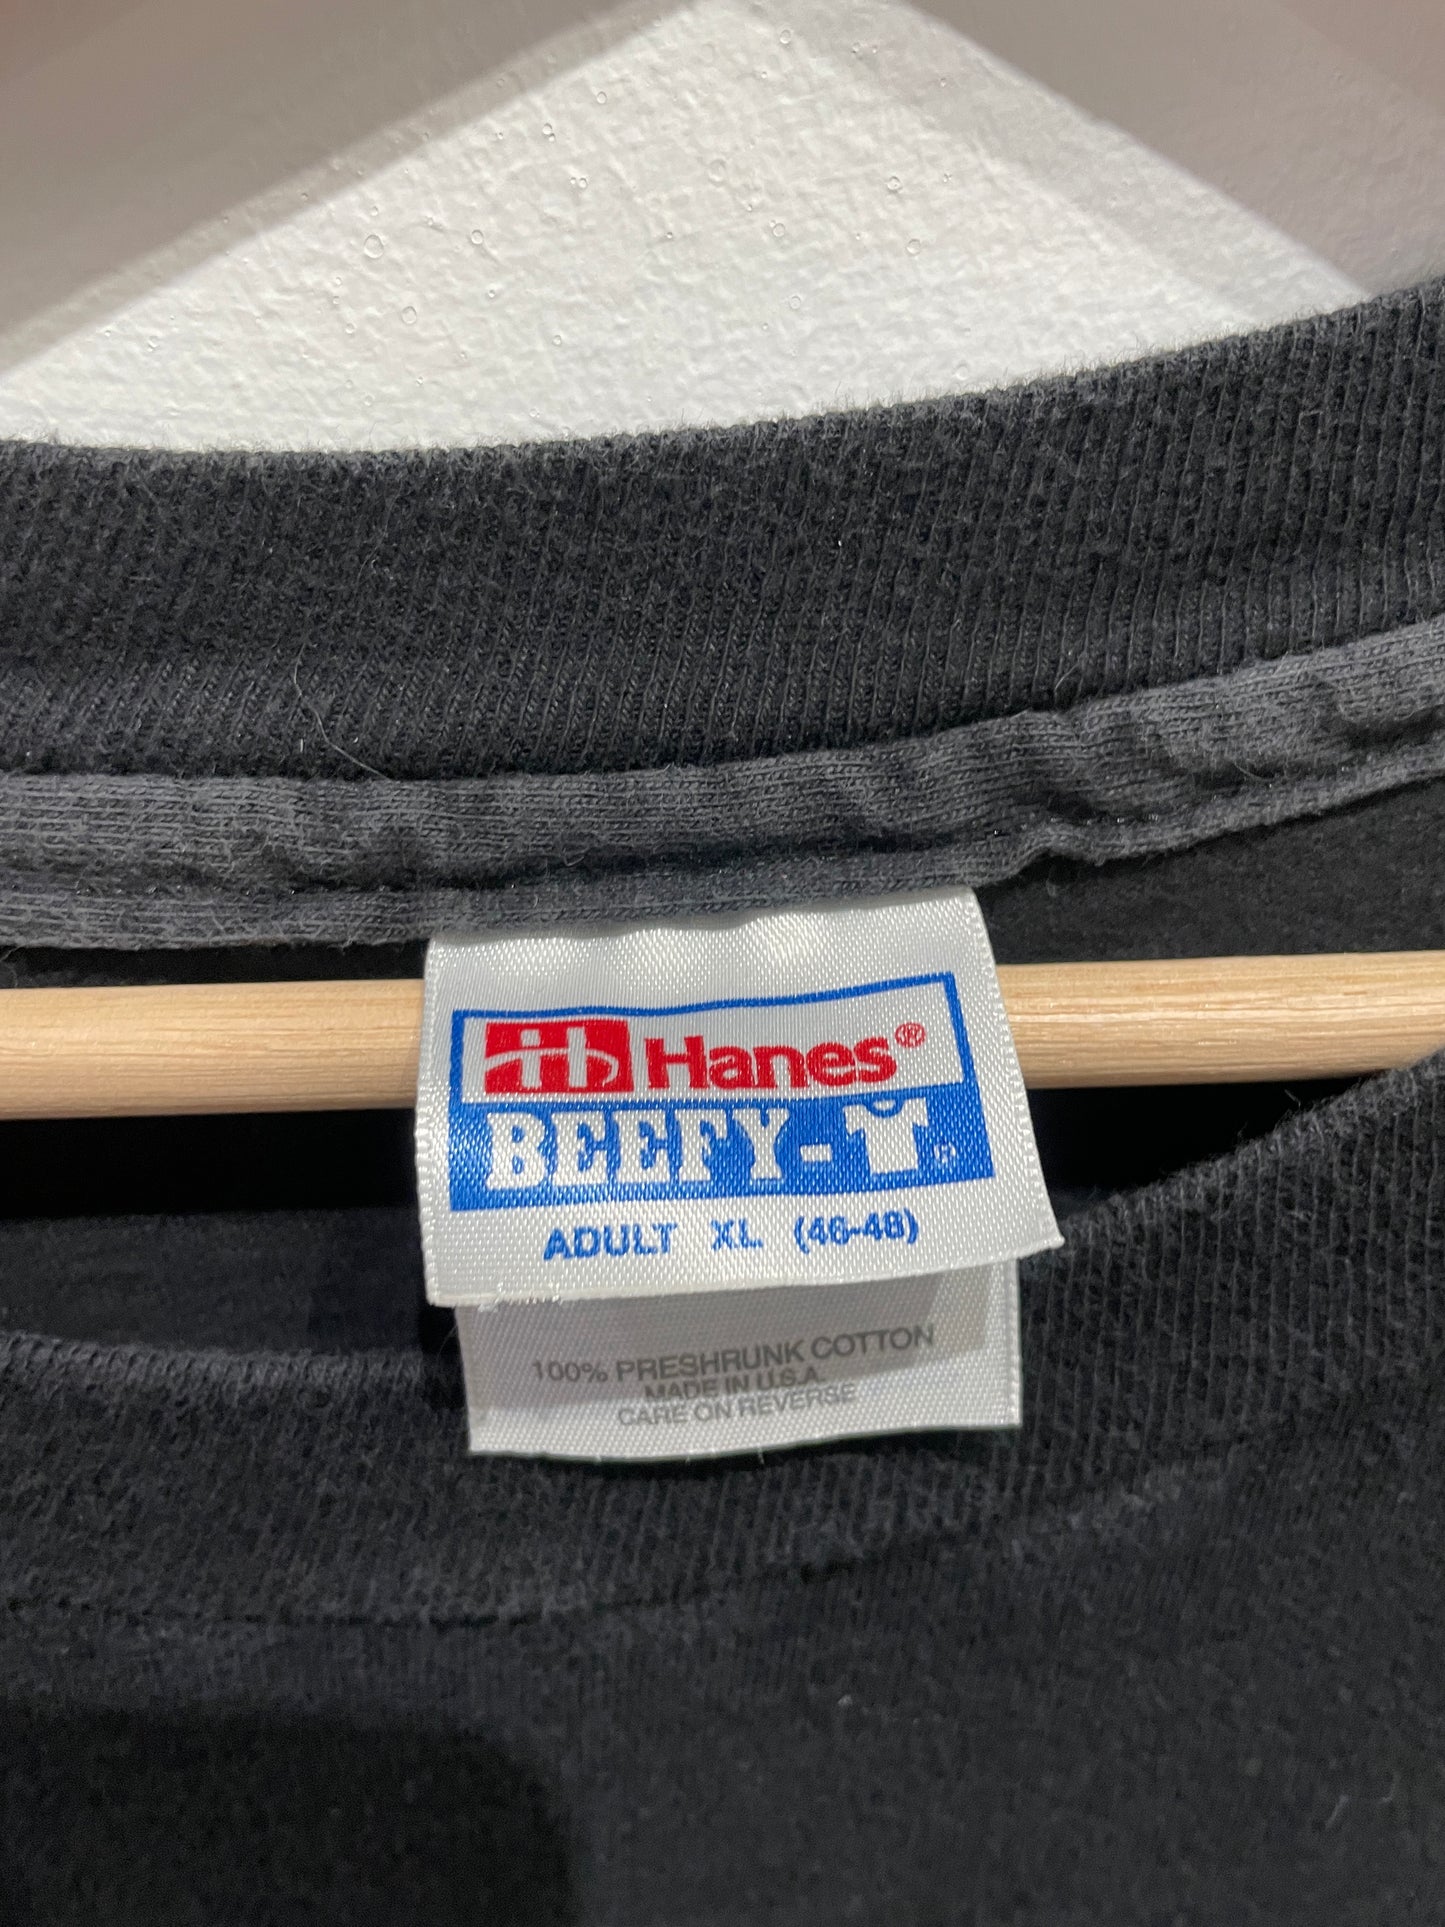 Hanes®
BEEFY-T®
ADULT XL (46-48)
100% PRESHRUNK COTTON
MADE IN U.S.A.
CARE ON REVERSE